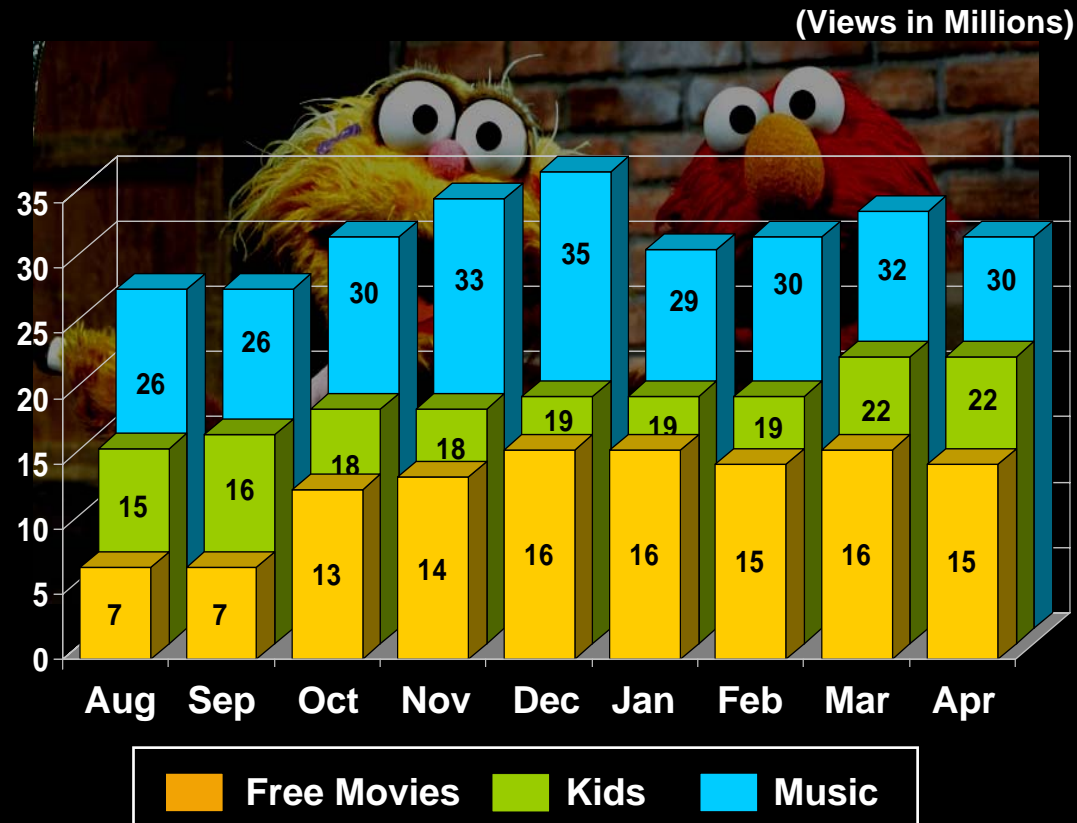 (Views in Millions)
35
30
25
20
15
10
5
0
26 26 30 33 35 29 30 32 30
15 16 18 18 19 19 19 22 22
7 7 13 14 16 16 15 16 15
Aug Sep Oct Nov Dec Jan Feb Mar Apr
Free Movies Kids Music